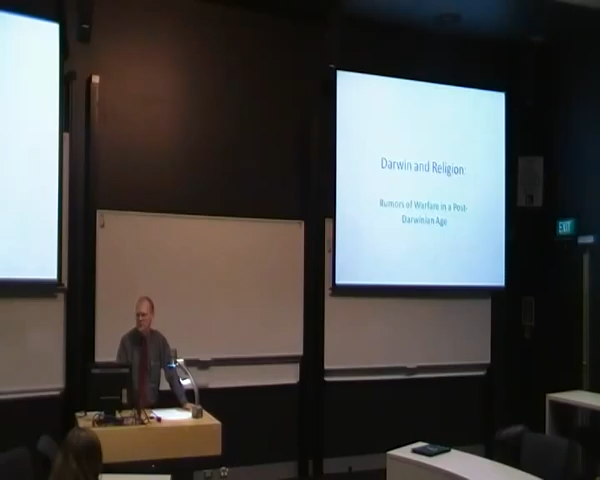 Darwin and Religion:
Rumors of Warfare in a Post-
Darwinian Age
EXIT